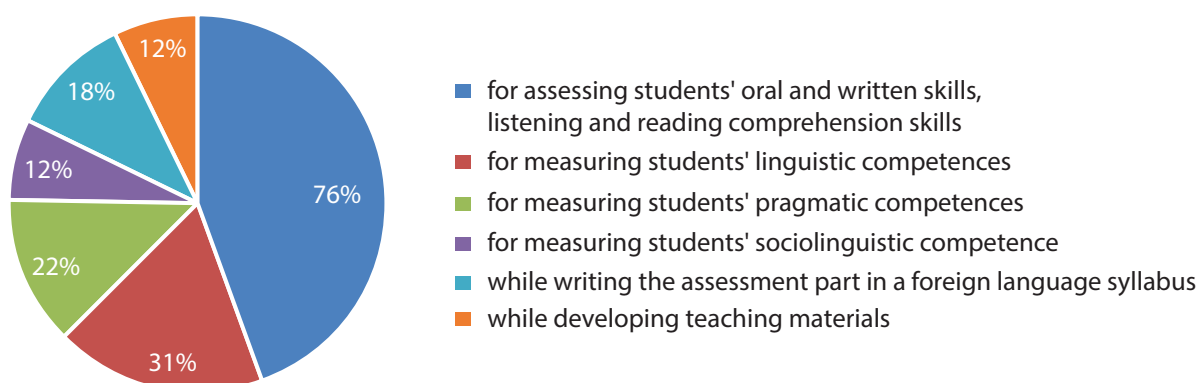 12%
18%
12%
76%
22%
31%
for assessing students' oral and written skills,
listening and reading comprehension skills
for measuring students' linguistic competences
for measuring students' pragmatic competences
for measuring students' sociolinguistic competence
while writing the assessment part in a foreign language syllabus
while developing teaching materials